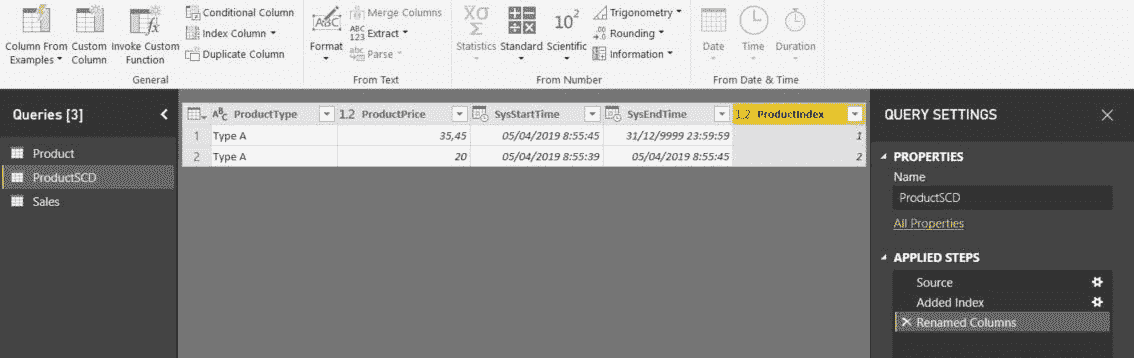 Column From Examples
Custom Column
Invoke Custom Function
Conditional Column
Index Column
Duplicate Column
General
Format
ABC
Merge Columns
ABC 123 Extract
abc Parse
From Text
XΟ Σ
Statistics
Standard
10²
Scientific
Trigonometry
.00 Rounding
Information
From Number
Date
Time
Duration
From Date & Time
Queries [3]
Product
ProductSCD
Sales
ABC ProductType 1.2 ProductPrice SysStartTime SysEndTime 1.2 ProductIndex
1 Type A 35,45 05/04/2019 8:55:45 31/12/9999 23:59:59 1
2 Type A 20 05/04/2019 8:55:39 05/04/2019 8:55:45 2
QUERY SETTINGS
PROPERTIES
Name
ProductSCD
All Properties
APPLIED STEPS
Source
Added Index
Renamed Columns